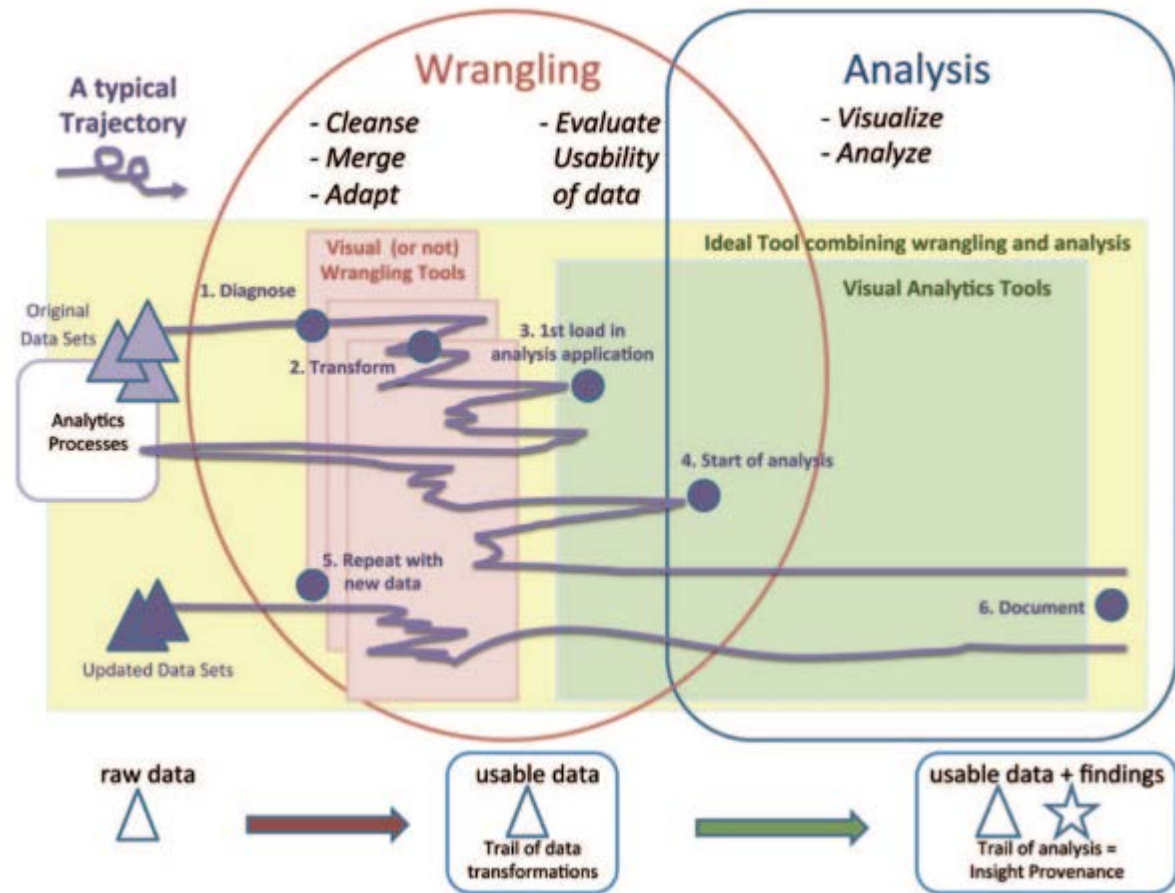 Wrangling
Analysis
A typical
Trajectory
- Cleanse
- Merge
- Adapt
- Evaluate
Usability
of data
- Visualize
- Analyze
Visual (or not)
Wrangling Tools
Ideal Tool combining wrangling and analysis
Visual Analytics Tools
Original
Data Sets
1. Diagnose
2. Transform
3. 1st load in
analysis application
Analytics
Processes
4. Start of analysis
5. Repeat with
new data
6. Document
Updated Data Sets
raw data
usable data
Trail of data
transformations
usable data + findings
Trail of analysis =
Insight Provenance